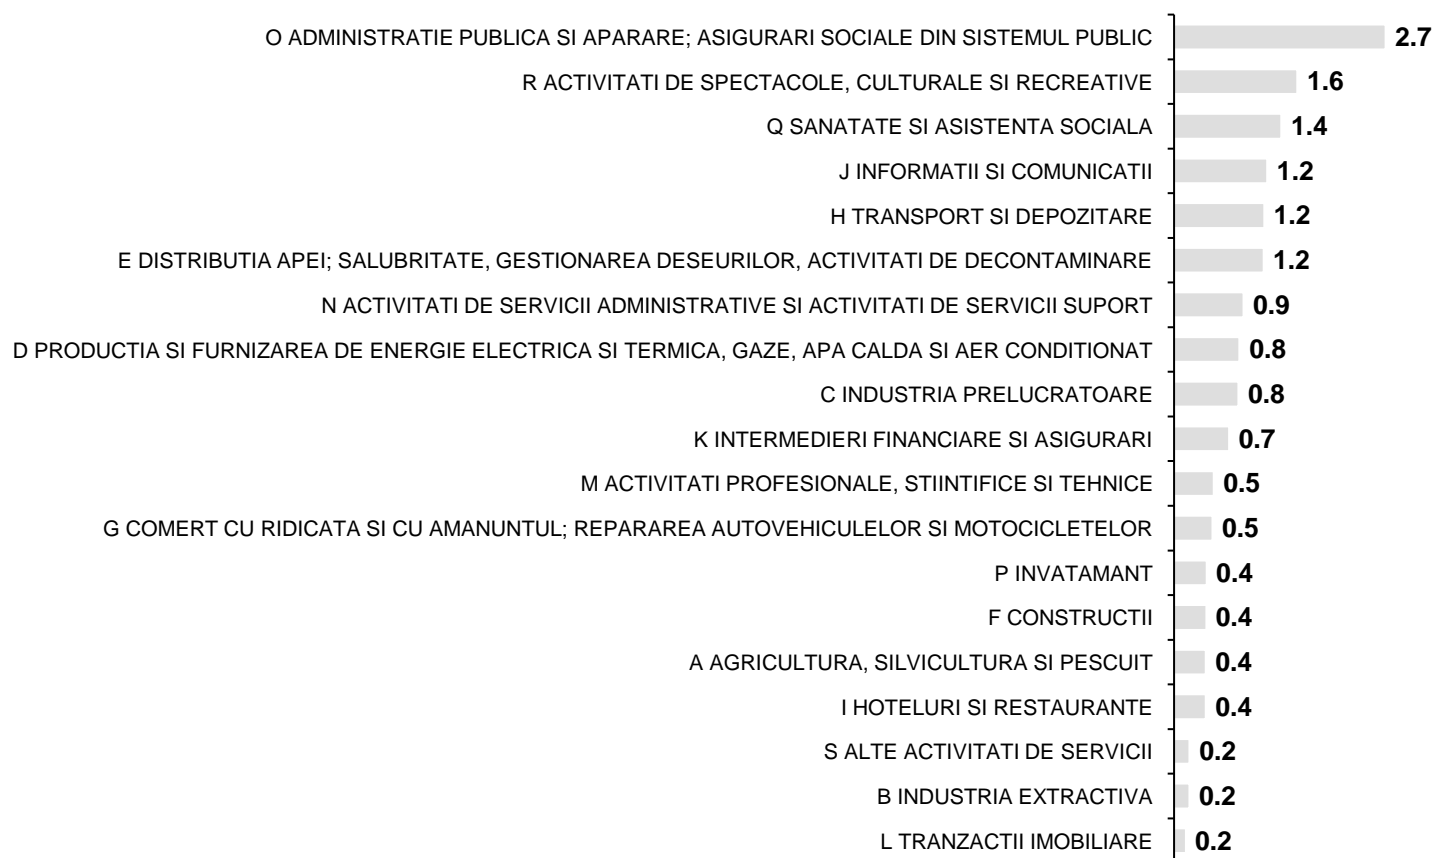 O ADMINISTRATIE PUBLICA SI APARARE; ASIGURARI SOCIALE DIN SISTEMUL PUBLIC 2.7
R ACTIVITATI DE SPECTACOLE, CULTURALE SI RECREATIVE 1.6
Q SANATATE SI ASISTENTA SOCIALA 1.4
J INFORMATII SI COMUNICATII 1.2
H TRANSPORT SI DEPOZITARE 1.2
E DISTRIBUTIA APEI; SALUBRITATE, GESTIONAREA DESEURILOR, ACTIVITATI DE DECONTAMINARE 1.2
N ACTIVITATI DE SERVICII ADMINISTRATIVE SI ACTIVITATI DE SERVICII SUPORT 0.9
D PRODUCTIA SI FURNIZAREA DE ENERGIE ELECTRICA SI TERMICA, GAZE, APA CALDA SI AER CONDITIONAT 0.8
C INDUSTRIA PRELUCRATOARE 0.8
K INTERMEDIERI FINANCIARE SI ASIGURARI 0.7
M ACTIVITATI PROFESIONALE, STIINTIFICE SI TEHNICE 0.5
G COMERT CU RIDICATA SI CU AMANUNTUL; REPARAREA AUTOVEHICULELOR SI MOTOCICLETELOR 0.5
P INVATAMANT 0.4
F CONSTRUCTII 0.4
A AGRICULTURA, SILVICULTURA SI PESCUIT 0.4
I HOTELURI SI RESTAURANTE 0.4
S ALTE ACTIVITATI DE SERVICII 0.2
B INDUSTRIA EXTRACTIVA 0.2
L TRANZACTII IMOBILIARE 0.2